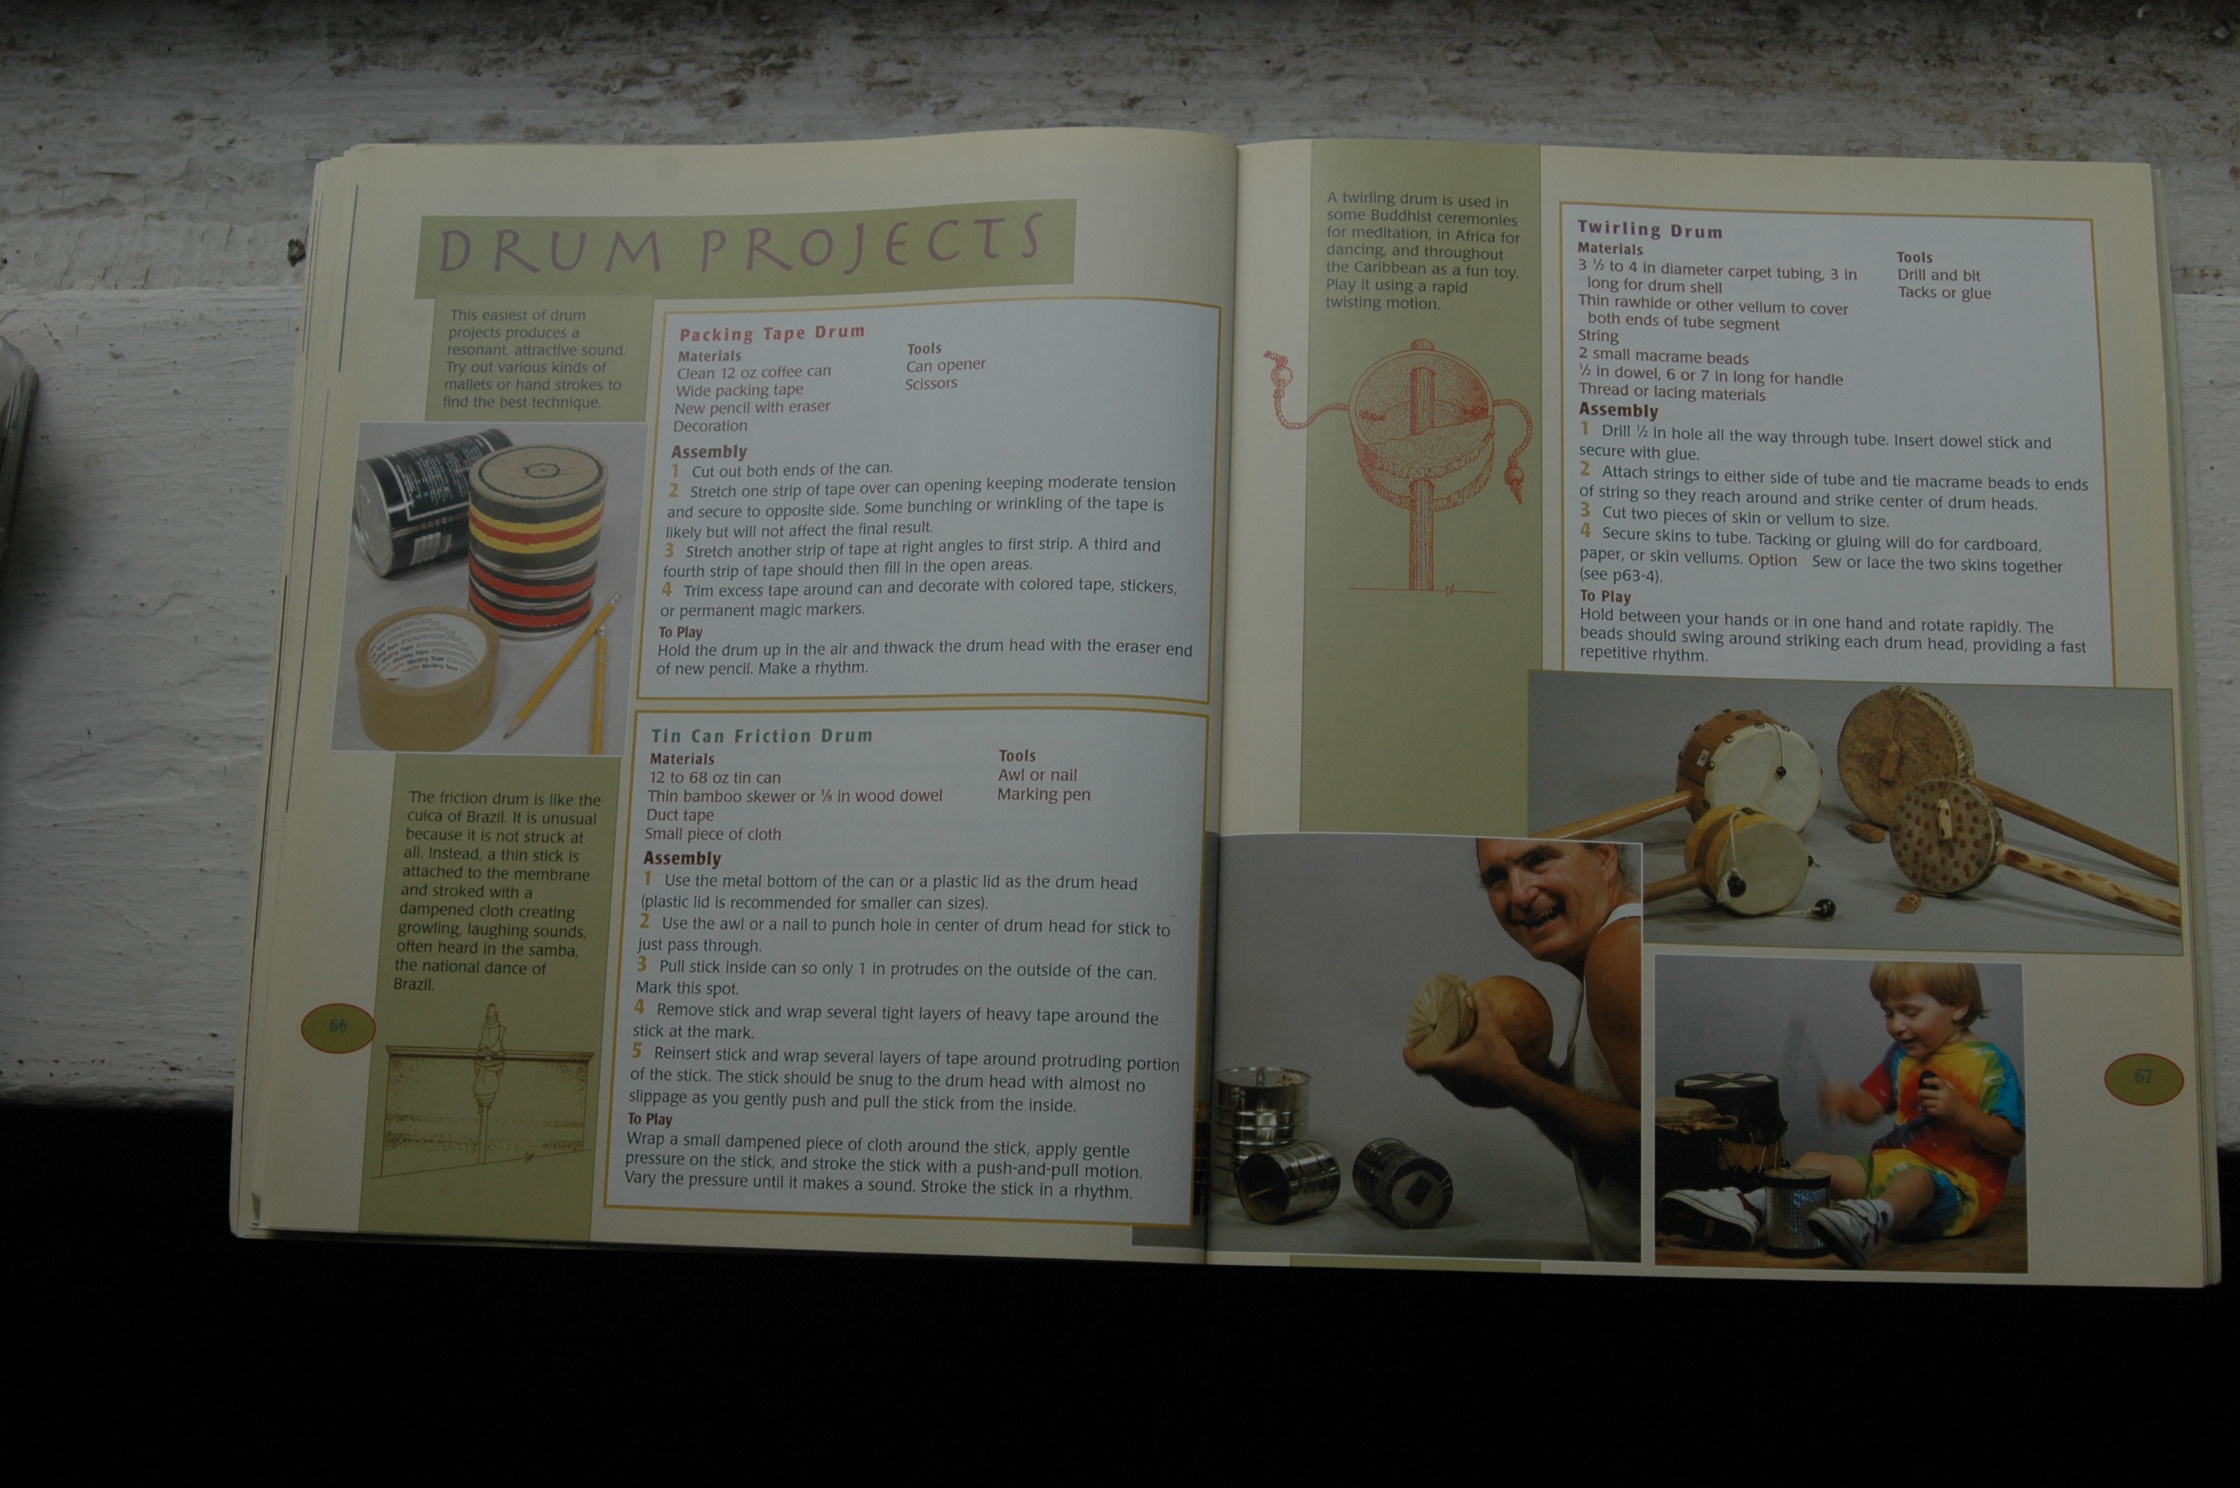 DRUM PROJECTS
This easiest of drum
projects produces a
resonant, attractive sound.
Try out various kinds of
mallets or hand strokes to
find the best technique.
Packing Tape Drum
Materials
Clean 12 oz coffee can
Wide packing tape
New pencil with eraser
Decoration
Tools
Can opener
Scissors
Assembly
1 Cut out both ends of the can.
2 Stretch one strip of tape over can opening keeping moderate tension
and secure to opposite side. Some bunching or wrinkling of the tape is
likely but will not affect the final result.
3 Stretch another strip of tape at right angles to first strip. A third and
fourth strip of tape should then fill in the open areas.
4 Trim excess tape around can and decorate with colored tape, stickers,
or permanent magic markers.
To Play
Hold the drum up in the air and thwack the drum head with the eraser end
of new pencil. Make a rhythm.
The friction drum is like the
cuica of Brazil. It is unusual
because it is not struck at
all. Instead, a thin stick is
attached to the membrane
and stroked with a
dampened cloth creating
growling, laughing sounds,
often heard in the samba,
the national dance of
Brazil.
Tin Can Friction Drum
Materials
12 to 68 oz tin can
Thin bamboo skewer or ⅛ in wood dowel
Duct tape
Small piece of cloth
Tools
Awl or nail
Marking pen
Assembly
1 Use the metal bottom of the can or a plastic lid as the drum head
(plastic lid is recommended for smaller can sizes).
2 Use the awl or a nail to punch hole in center of drum head for stick to
just pass through.
3 Pull stick inside can so only 1 in protrudes on the outside of the can.
Mark this spot.
4 Remove stick and wrap several tight layers of heavy tape around the
stick at the mark.
5 Reinsert stick and wrap several layers of tape around protruding portion
of the stick. The stick should be snug to the drum head with almost no
slippage as you gently push and pull the stick from the inside.
To Play
Wrap a small dampened piece of cloth around the stick, apply gentle
pressure on the stick, and stroke the stick with a push-and-pull motion.
Vary the pressure until it makes a sound. Stroke the stick in a rhythm.
66
A twirling drum is used in
some Buddhist ceremonies
for meditation, in Africa for
dancing, and throughout
the Caribbean as a fun toy.
Play it using a rapid
twisting motion.
Twirling Drum
Materials
3 ½ to 4 in diameter carpet tubing, 3 in
long for drum shell
Thin rawhide or other vellum to cover
both ends of tube segment
String
2 small macrame beads
½ in dowel, 6 or 7 in long for handle
Thread or lacing materials
Tools
Drill and bit
Tacks or glue
Assembly
1 Drill ½ in hole all the way through tube. Insert dowel stick and
secure with glue.
2 Attach strings to either side of tube and tie macrame beads to ends
of string so they reach around and strike center of drum heads.
3 Cut two pieces of skin or vellum to size.
4 Secure skins to tube. Tacking or gluing will do for cardboard,
paper, or skin vellums. Option Sew or lace the two skins together
(see p63-4).
To Play
Hold between your hands or in one hand and rotate rapidly. The
beads should swing around striking each drum head, providing a fast
repetitive rhythm.
67